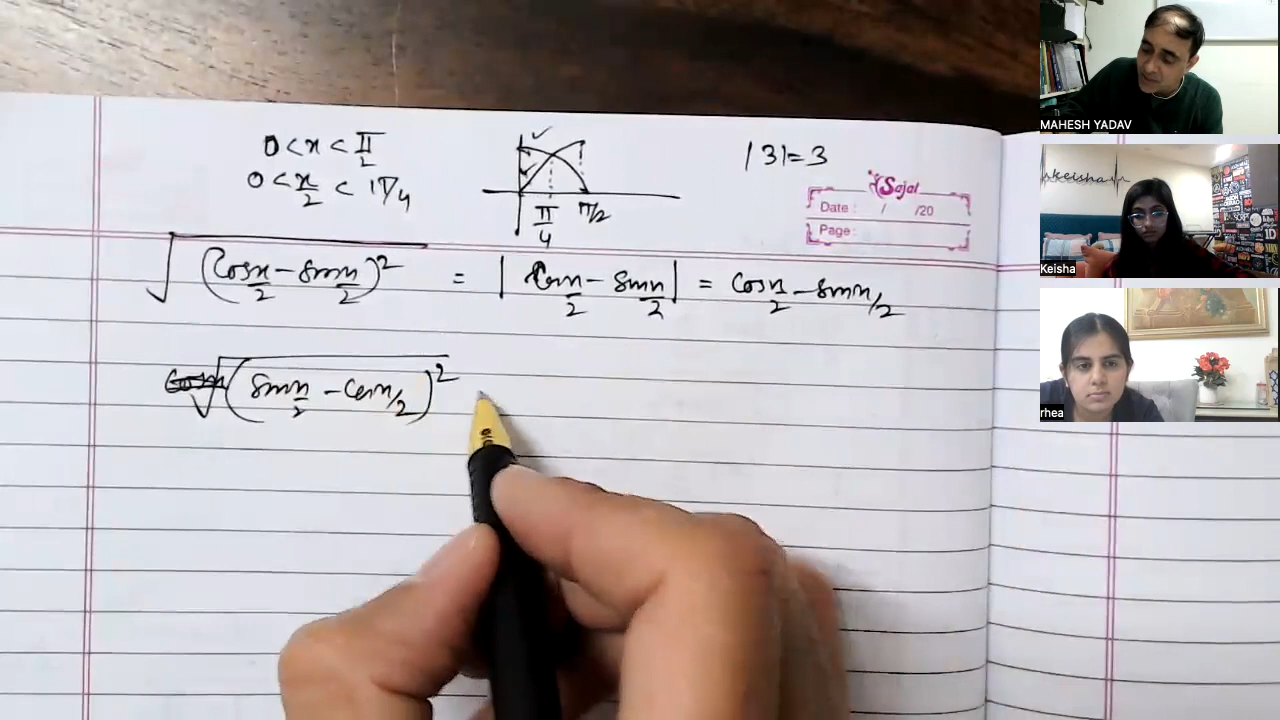 0 < x < π/2
0 < x/2 < π/4
π/4
π/2
|3| = 3
Sajal
Date : / /20
Page :
√(Cos x/2 - Sin x/2)² = | Cos x/2 - Sin x/2 | = Cos x/2 - Sin x/2
√(Sin x/2 - Cos x/2)²
MAHESH YADAV
keisha
Keisha
rhea